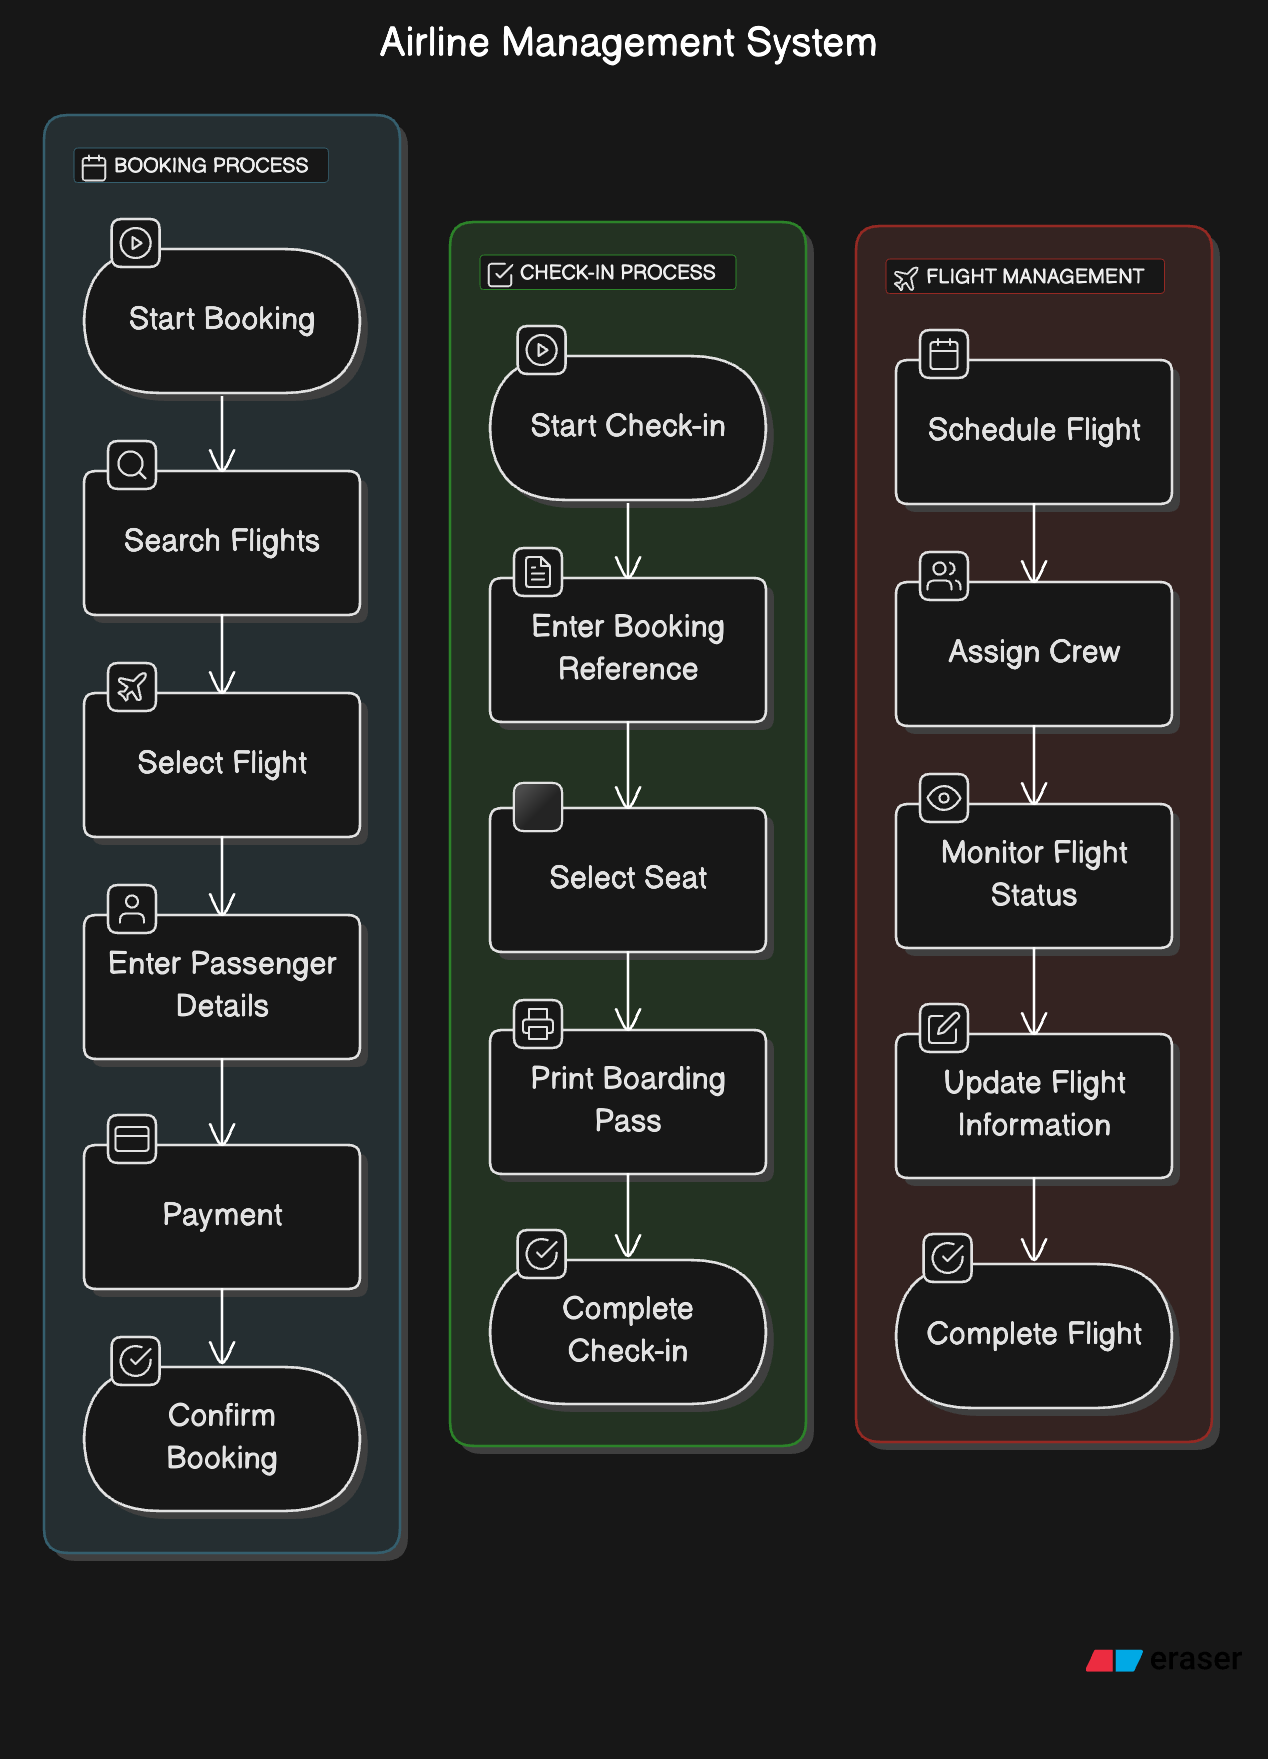 Airline Management System
BOOKING PROCESS
Start Booking
Search Flights
Select Flight
Enter Passenger
Details
Payment
Confirm
Booking
CHECK-IN PROCESS
Start Check-in
Enter Booking
Reference
Select Seat
Print Boarding
Pass
Complete
Check-in
FLIGHT MANAGEMENT
Schedule Flight
Assign Crew
Monitor Flight
Status
Update Flight
Information
Complete Flight
eraser